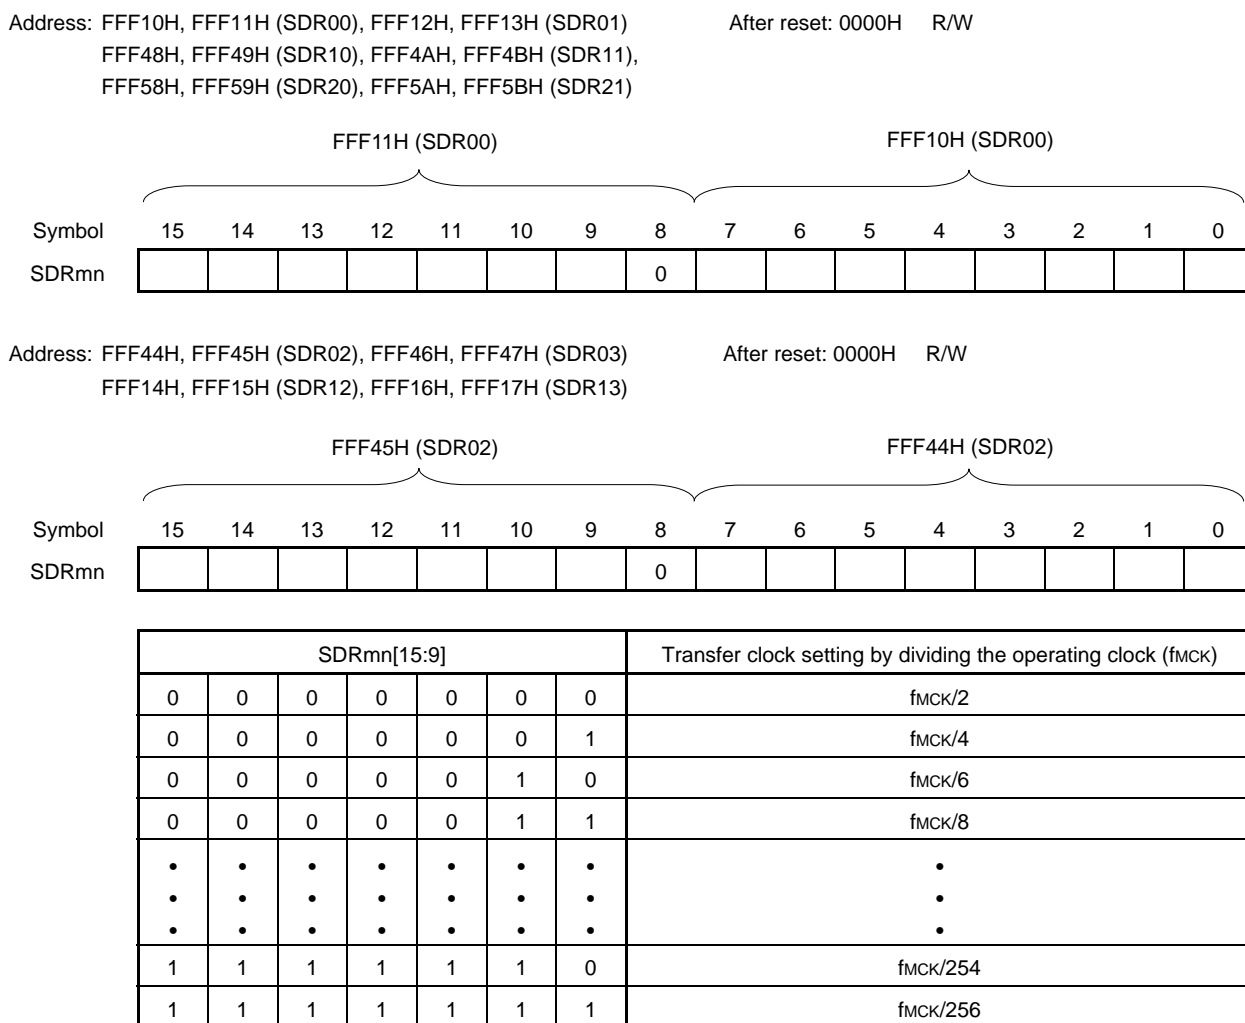 Address: FFF10H, FFF11H (SDR00), FFF12H, FFF13H (SDR01) After reset: 0000H R/W
FFF48H, FFF49H (SDR10), FFF4AH, FFF4BH (SDR11),
FFF58H, FFF59H (SDR20), FFF5AH, FFF5BH (SDR21)
FFF11H (SDR00) FFF10H (SDR00)
Symbol 15 14 13 12 11 10 9 8 7 6 5 4 3 2 1 0
SDRmn 0
Address: FFF44H, FFF45H (SDR02), FFF46H, FFF47H (SDR03) After reset: 0000H R/W
FFF14H, FFF15H (SDR12), FFF16H, FFF17H (SDR13)
FFF45H (SDR02) FFF44H (SDR02)
Symbol 15 14 13 12 11 10 9 8 7 6 5 4 3 2 1 0
SDRmn 0
SDRmn[15:9] Transfer clock setting by dividing the operating clock (fMCK)
0 0 0 0 0 0 0 fMCK/2
0 0 0 0 0 0 1 fMCK/4
0 0 0 0 0 1 0 fMCK/6
0 0 0 0 0 1 1 fMCK/8
• • • • • • • •
• • • • • • • •
• • • • • • • •
1 1 1 1 1 1 0 fMCK/254
1 1 1 1 1 1 1 fMCK/256